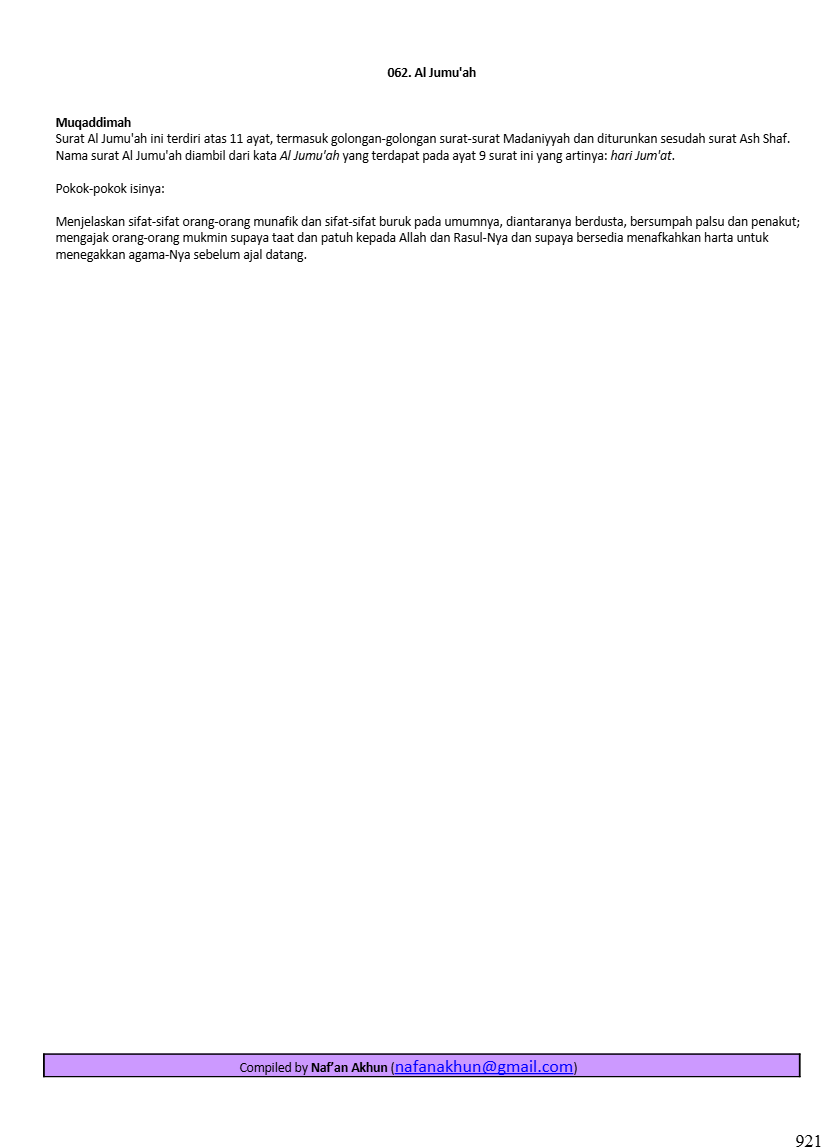 062. Al Jumu'ah
Muqaddimah
Surat Al Jumu'ah ini terdiri atas 11 ayat, termasuk golongan-golongan surat-surat Madaniyyah dan diturunkan sesudah surat Ash Shaf.
Nama surat Al Jumu'ah diambil dari kata Al Jumu'ah yang terdapat pada ayat 9 surat ini yang artinya: hari Jum'at.
Pokok-pokok isinya:
Menjelaskan sifat-sifat orang-orang munafik dan sifat-sifat buruk pada umumnya, diantaranya berdusta, bersumpah palsu dan penakut;
mengajak orang-orang mukmin supaya taat dan patuh kepada Allah dan Rasul-Nya dan supaya bersedia menafkahkan harta untuk
menegakkan agama-Nya sebelum ajal datang.
Compiled by Naf’an Akhun (nafanakhun@gmail.com)
921